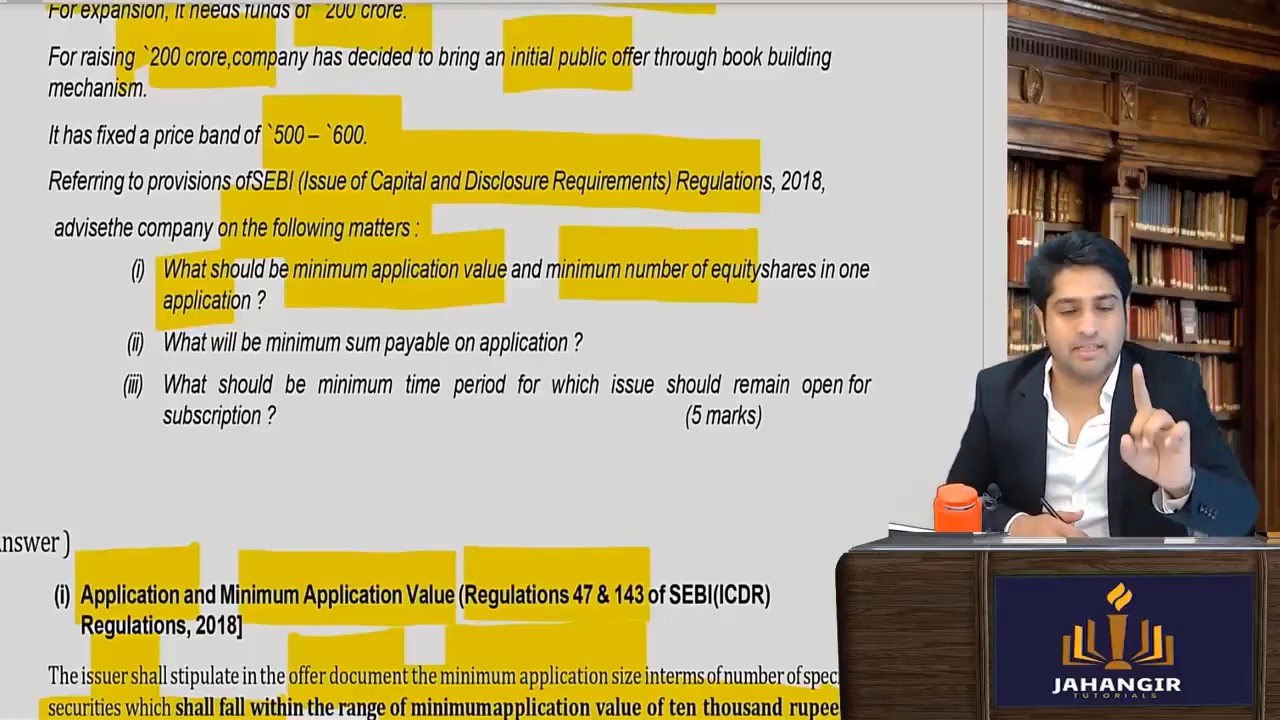 For expansion, it needs funds of `200 crore.
For raising `200 crore,company has decided to bring an initial public offer through book building
mechanism.
It has fixed a price band of `500 – `600.
Referring to provisions ofSEBI (Issue of Capital and Disclosure Requirements) Regulations, 2018,
advisethe company on the following matters :
(i) What should be minimum application value and minimum number of equityshares in one
application ?
(ii) What will be minimum sum payable on application ?
(iii) What should be minimum time period for which issue should remain open for
subscription ? (5 marks)
nswer )
(i) Application and Minimum Application Value (Regulations 47 & 143 of SEBI(ICDR)
Regulations, 2018]
The issuer shall stipulate in the offer document the minimum application size interms of number of spec
securities which shall fall within the range of minimumapplication value of ten thousand rupee
JAHANGIR
TUTORIALS